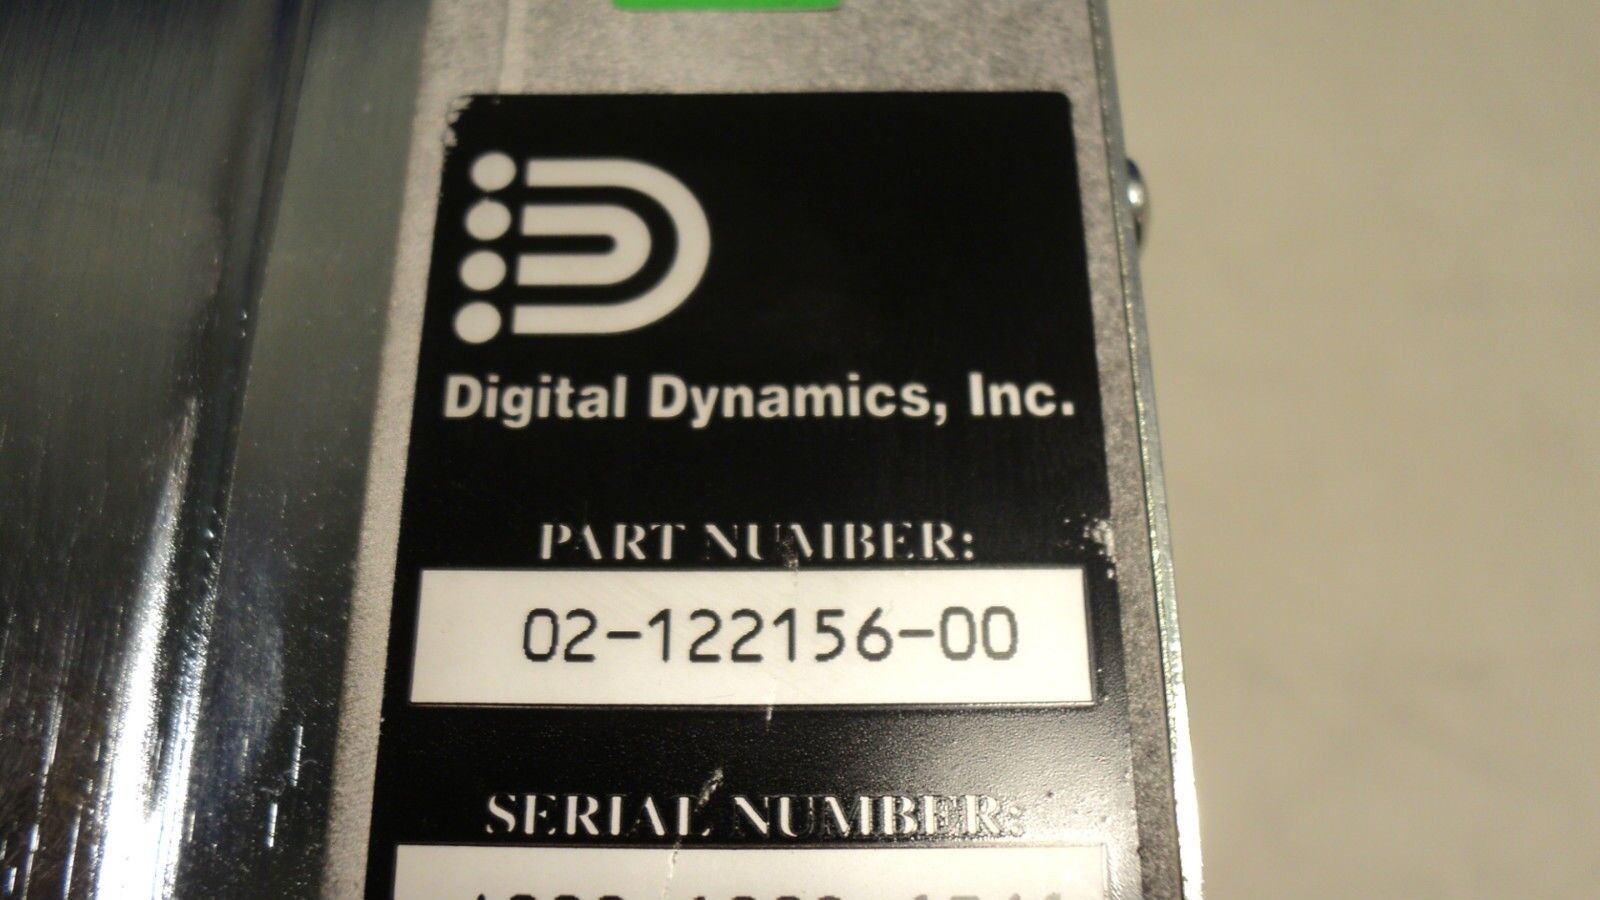 Digital Dynamics, Inc.
PART NUMBER:
02-122156-00
SERIAL NUMBER: